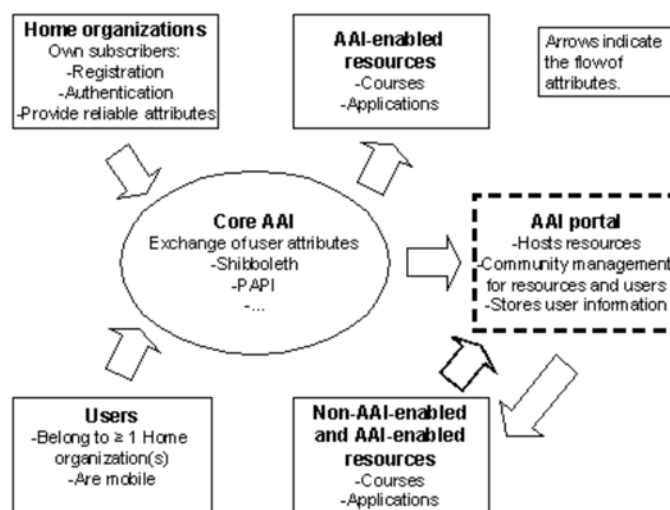 Home organizations
Own subscribers:
-Registration
-Authentication
-Provide reliable attributes
AAI-enabled
resources
-Courses
-Applications
Arrows indicate
the flowof
attributes.
Core AAI
Exchange of user attributes
-Shibboleth
-PAPI
-...
AAI portal
-Hosts resources
-Community management
for resources and users
-Stores user information
Users
-Belong to ≥ 1 Home
organization(s)
-Are mobile
Non-AAI-enabled
and AAI-enabled
resources
-Courses
-Applications